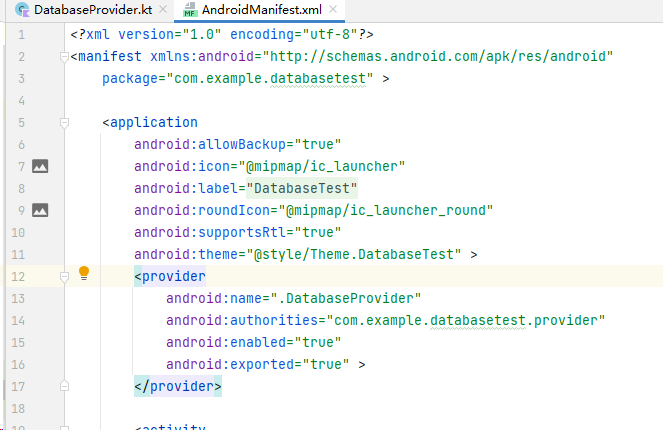 DatabaseProvider.kt AndroidManifest.xml
1 <?xml version="1.0" encoding="utf-8"?>
2 <manifest xmlns:android="http://schemas.android.com/apk/res/android"
3 package="com.example.databasetest" >
4
5 <application
6 android:allowBackup="true"
7 android:icon="@mipmap/ic_launcher"
8 android:label="DatabaseTest"
9 android:roundIcon="@mipmap/ic_launcher_round"
10 android:supportsRtl="true"
11 android:theme="@style/Theme.DatabaseTest" >
12 <provider
13 android:name=".DatabaseProvider"
14 android:authorities="com.example.databasetest.provider"
15 android:enabled="true"
16 android:exported="true" >
17 </provider>
18
19 <activity